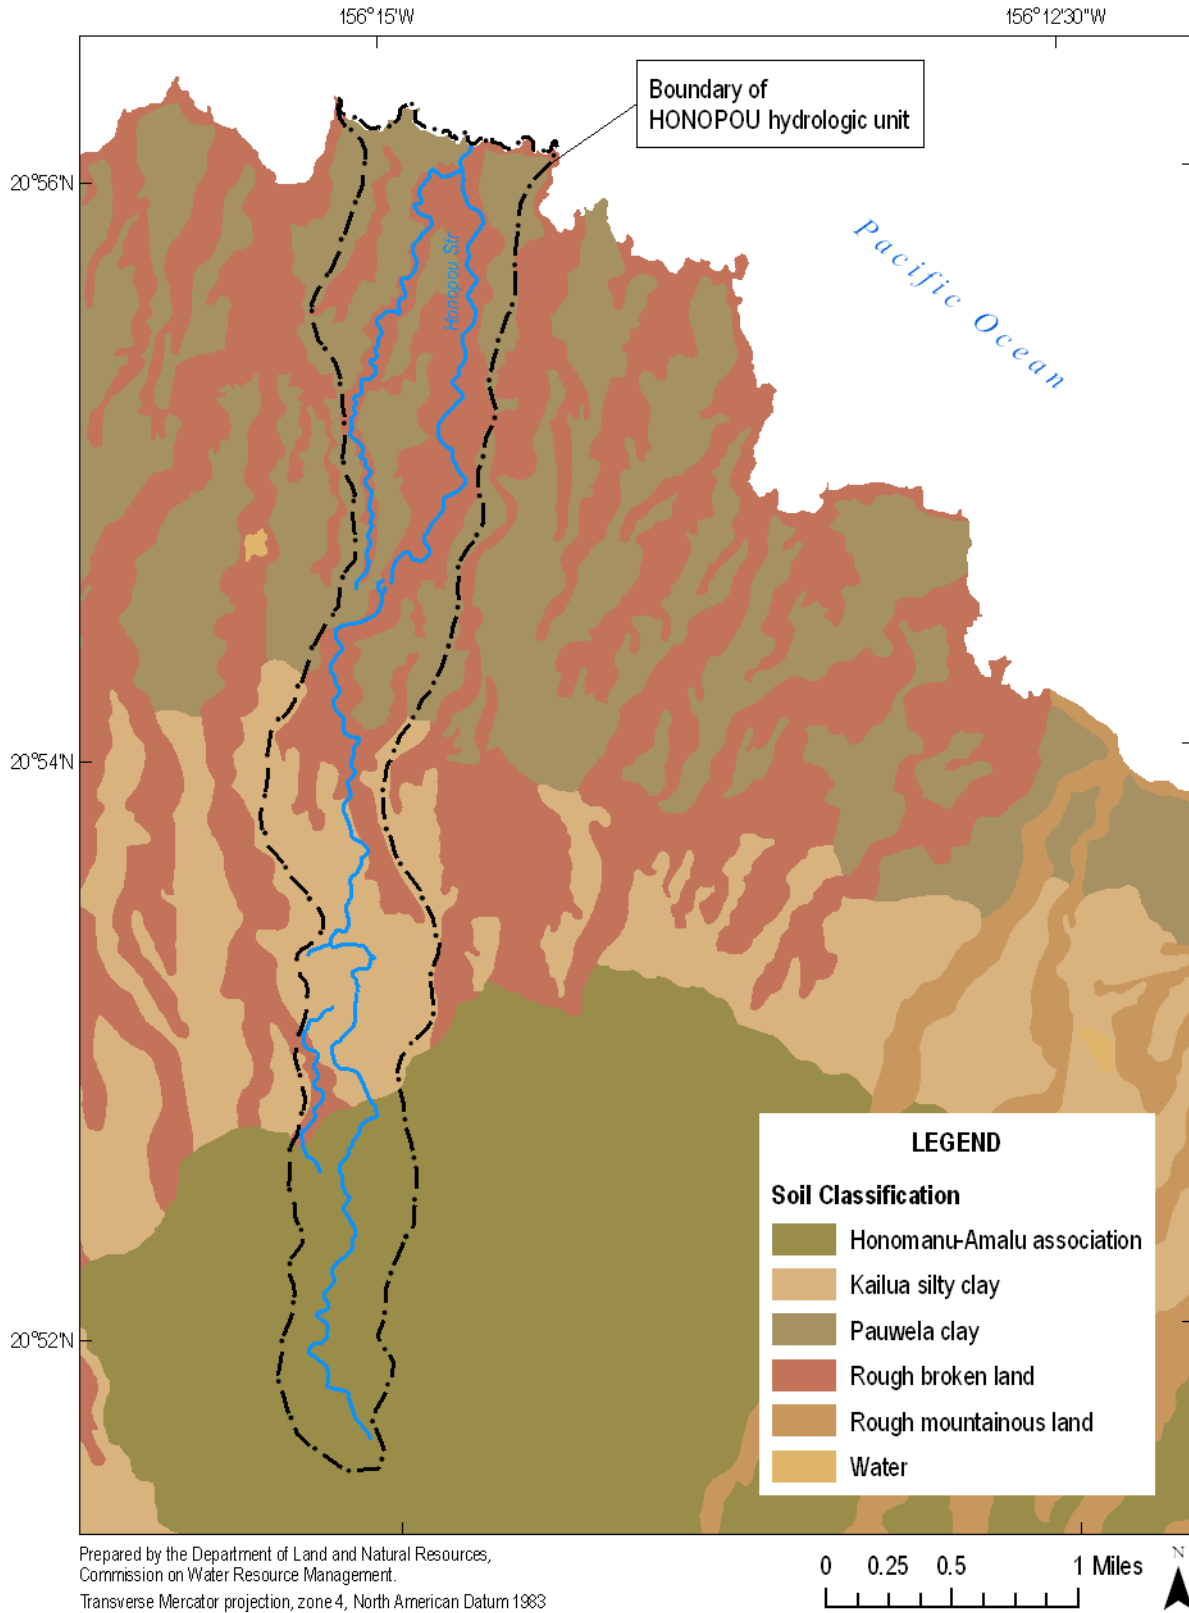 156°15'W
156°12'30"W
Boundary of
HONOPOU hydrologic unit
20°56'N
Honopou Str
Pacific Ocean
20°54'N
LEGEND
Soil Classification
Honomanu-Amalu association
Kailua silty clay
Pauwela clay
20°52'N
Rough broken land
Rough mountainous land
Water
Prepared by the Department of Land and Natural Resources,
Commission on Water Resource Management.
Transverse Mercator projection, zone 4, North American Datum 1983
0 0.25 0.5 1 Miles
N